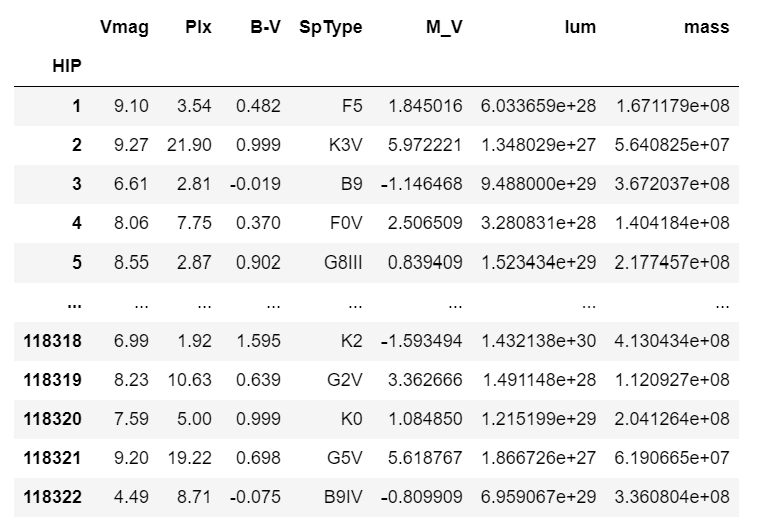 Vmag Plx B-V SpType M_V lum mass
HIP
1 9.10 3.54 0.482 F5 1.845016 6.033659e+28 1.671179e+08
2 9.27 21.90 0.999 K3V 5.972221 1.348029e+27 5.640825e+07
3 6.61 2.81 -0.019 B9 -1.146468 9.488000e+29 3.672037e+08
4 8.06 7.75 0.370 F0V 2.506509 3.280831e+28 1.404184e+08
5 8.55 2.87 0.902 G8III 0.839409 1.523434e+29 2.177457e+08
... ... ... ... ... ... ... ...
118318 6.99 1.92 1.595 K2 -1.593494 1.432138e+30 4.130434e+08
118319 8.23 10.63 0.639 G2V 3.362666 1.491148e+28 1.120927e+08
118320 7.59 5.00 0.999 K0 1.084850 1.215199e+29 2.041264e+08
118321 9.20 19.22 0.698 G5V 5.618767 1.866726e+27 6.190665e+07
118322 4.49 8.71 -0.075 B9IV -0.809909 6.959067e+29 3.360804e+08